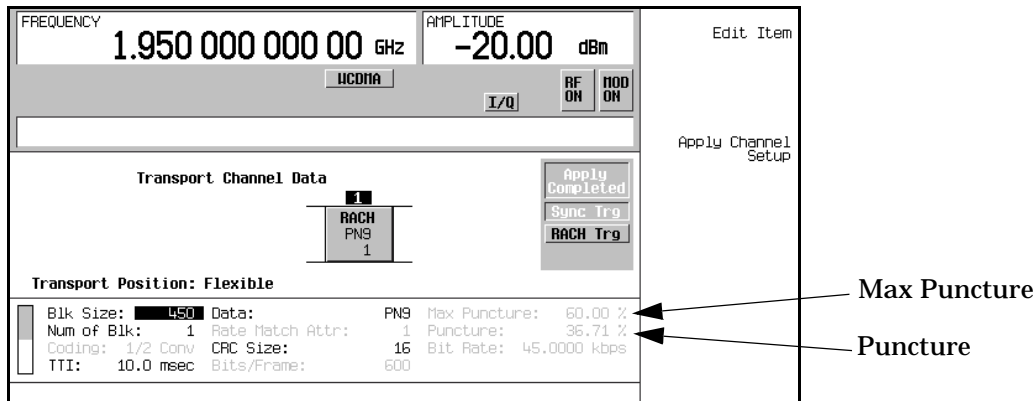 FREQUENCY
1.950 000 000 00 GHz
AMPLITUDE
-20.00 dBm
WCDMA
I/Q
RF ON
MOD ON
Edit Item
Apply Channel
Setup
Transport Channel Data
1
RACH
PN9
1
Apply
Completed
Sync Trg
RACH Trg
Transport Position: Flexible
Blk Size: 450 Data: PN9 Max Puncture: 60.00 %
Num of Blk: 1 Rate Match Attr: 1 Puncture: 36.71 %
Coding: 1/2 Conv CRC Size: 16 Bit Rate: 45.0000 kbps
TTI: 10.0 msec Bits/Frame: 600
Max Puncture
Puncture